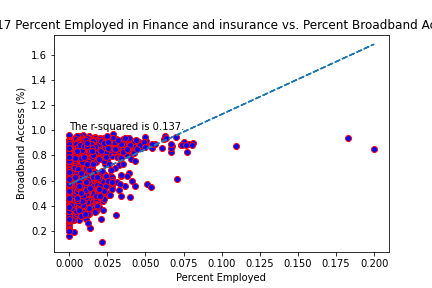 17 Percent Employed in Finance and insurance vs. Percent Broadband
The r-squared is 0.137
Broadband Access (%)
1.6
1.4
1.2
1.0
0.8
0.6
0.4
0.2
0.000 0.025 0.050 0.075 0.100 0.125 0.150 0.175 0.200
Percent Employed